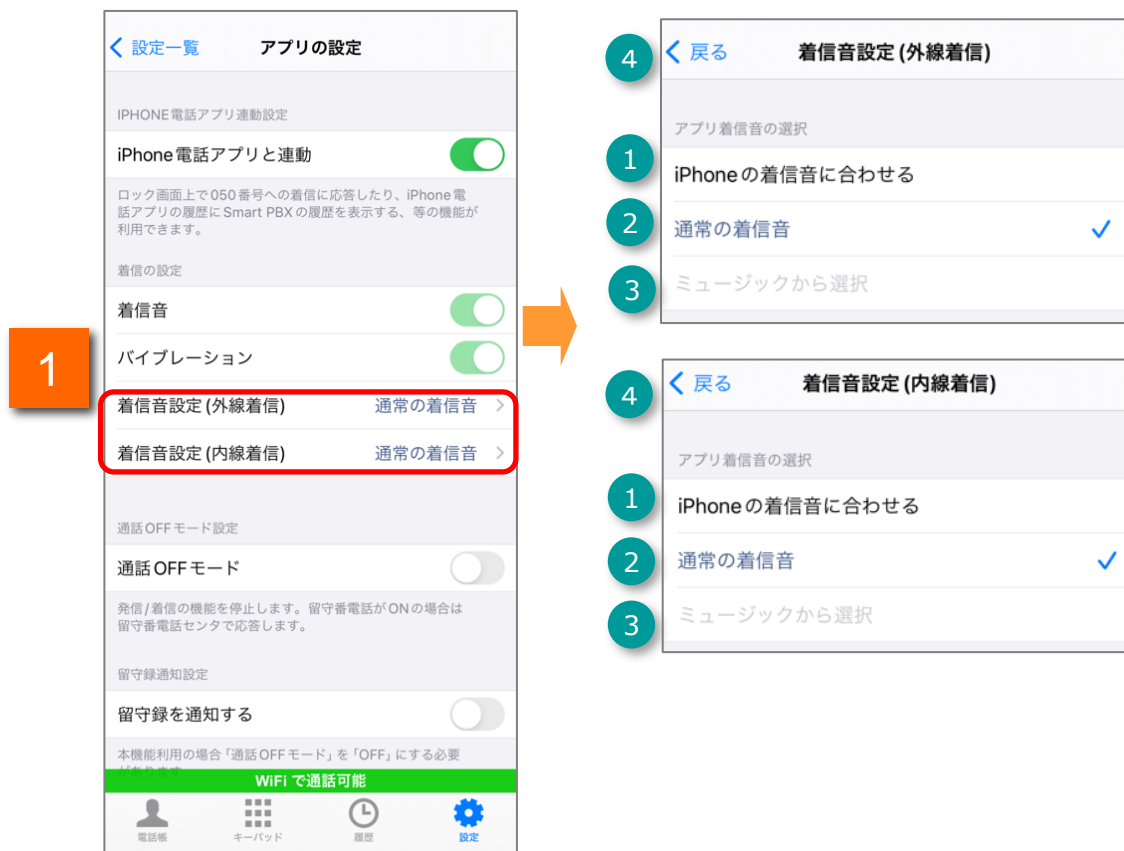 設定一覧 アプリの設定
IPHONE電話アプリ連動設定
iPhone電話アプリと連動
ロック画面上で050番号への着信に応答したり、iPhone電
話アプリの履歴にSmart PBXの履歴を表示する、等の機能が
利用できます。
着信の設定
着信音
バイブレーション
1
着信音設定(外線着信) 通常の着信音
着信音設定(内線着信) 通常の着信音
通話OFFモード設定
通話OFFモード
発信/着信の機能を停止します。留守番電話がONの場合は
留守番電話センタで応答します。
留守録通知設定
留守録を通知する
本機能利用の場合「通話OFFモード」を「OFF」にする必要
があります
WiFi で通話可能
電話帳 キーパッド 履歴 設定
4 戻る 着信音設定(外線着信)
アプリ着信音の選択
1 iPhoneの着信音に合わせる
2 通常の着信音
3 ミュージックから選択
4 戻る 着信音設定(内線着信)
アプリ着信音の選択
1 iPhoneの着信音に合わせる
2 通常の着信音
3 ミュージックから選択